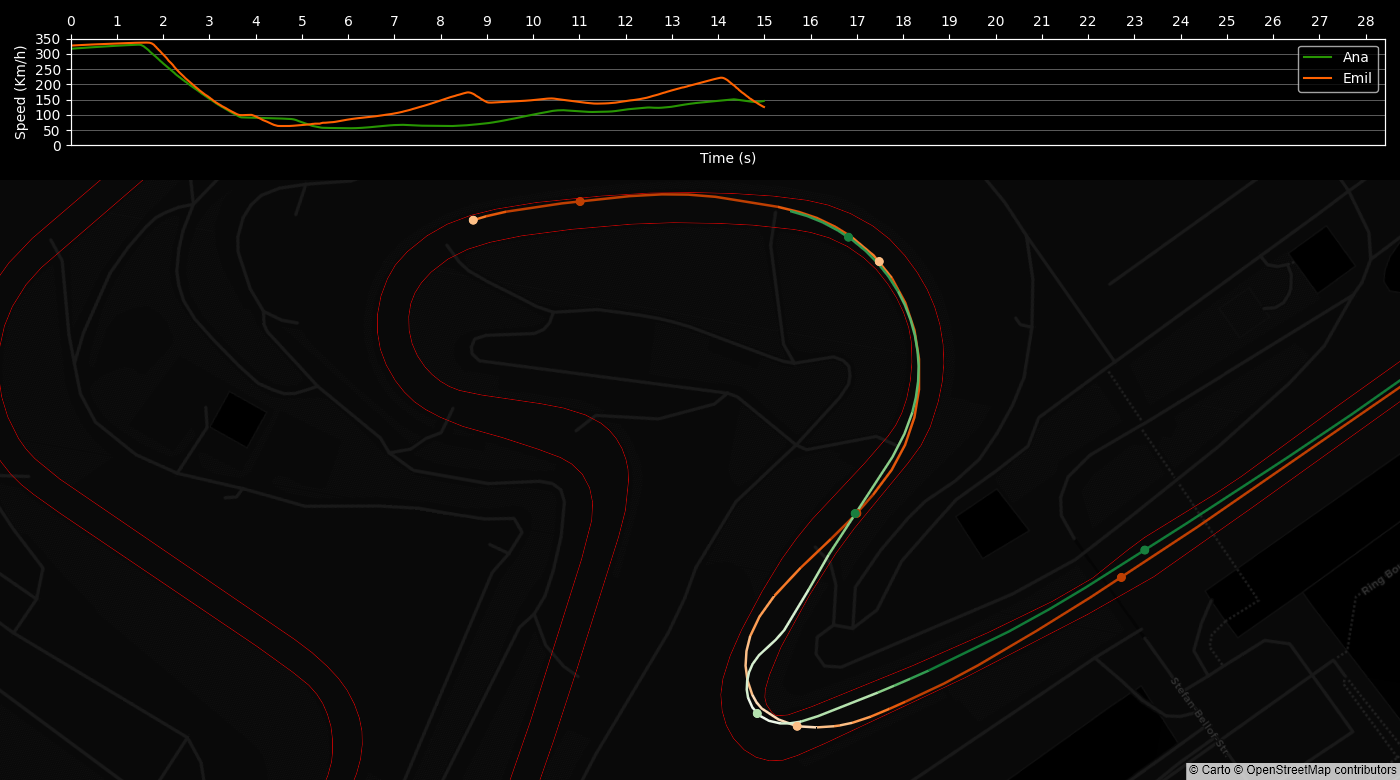 0 1 2 3 4 5 6 7 8 9 10 11 12 13 14 15 16 17 18 19 20 21 22 23 24 25 26 27 28
350
300
250
200
150
100
50
0
Speed (Km/h)
Ana
Emil
Time (s)
Ring Bo
Stefan-Bellof-Str
© Carto © OpenStreetMap contributors